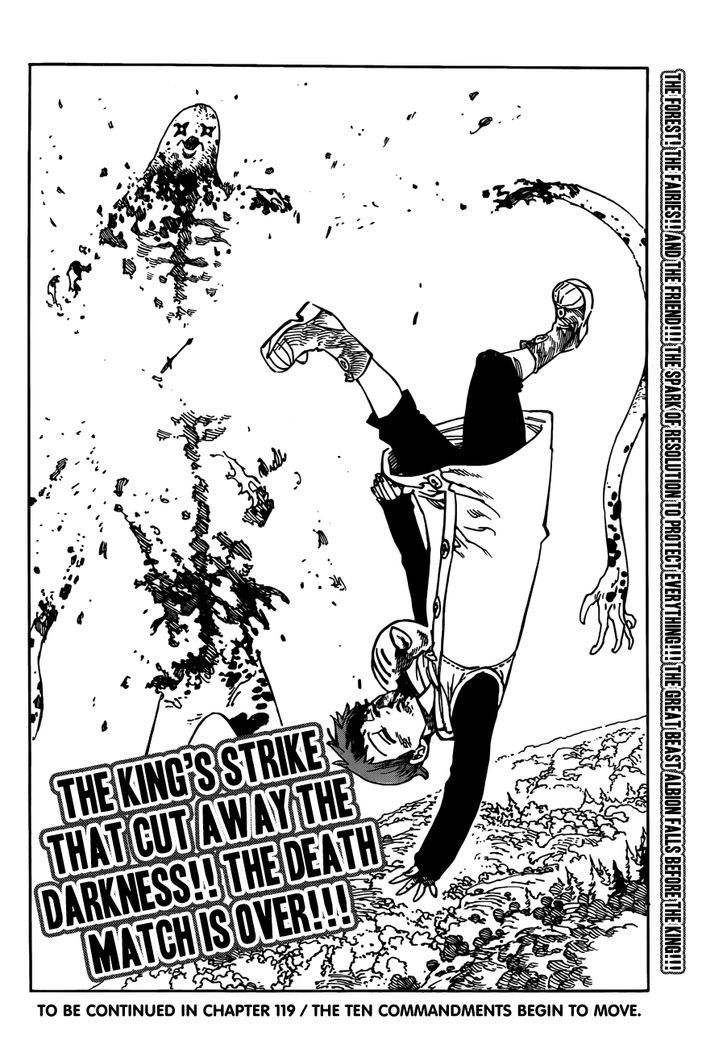 THE FOREST! THE FAIRIES!! AND THE FRIEND!!! THE SPARK OF RESOLUTION TO PROTECT EVERYTHING!!! THE GREAT BEAST ALBION FALLS BEFORE THE KING!!!
THE KING'S STRIKE
THAT CUT AWAY THE
DARKNESS!! THE DEATH
MATCH IS OVER!!!
TO BE CONTINUED IN CHAPTER 119 / THE TEN COMMANDMENTS BEGIN TO MOVE.